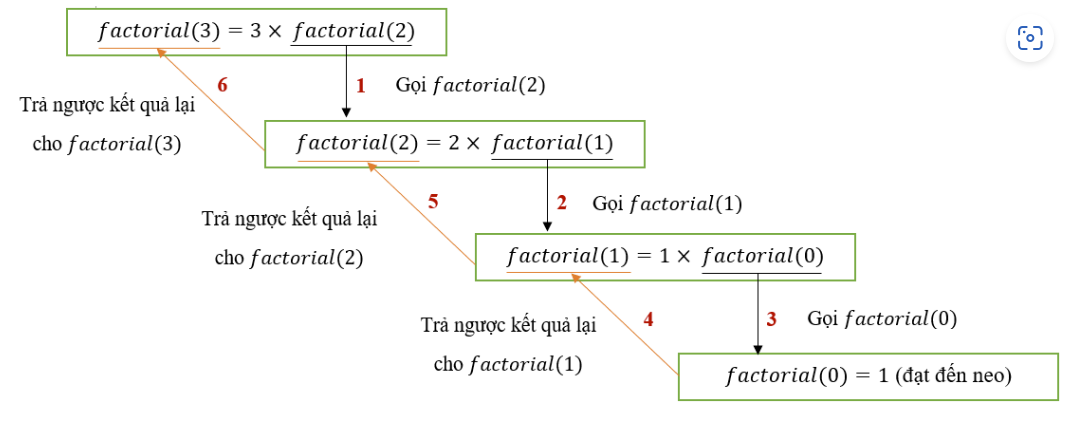 factorial(3) = 3 × factorial(2)
6
1
Gọi factorial(2)
Trả ngược kết quả lại
cho factorial(3)
factorial(2) = 2 × factorial(1)
5
2
Gọi factorial(1)
Trả ngược kết quả lại
cho factorial(2)
factorial(1) = 1 × factorial(0)
4
3
Gọi factorial(0)
Trả ngược kết quả lại
cho factorial(1)
factorial(0) = 1 (đạt đến neo)